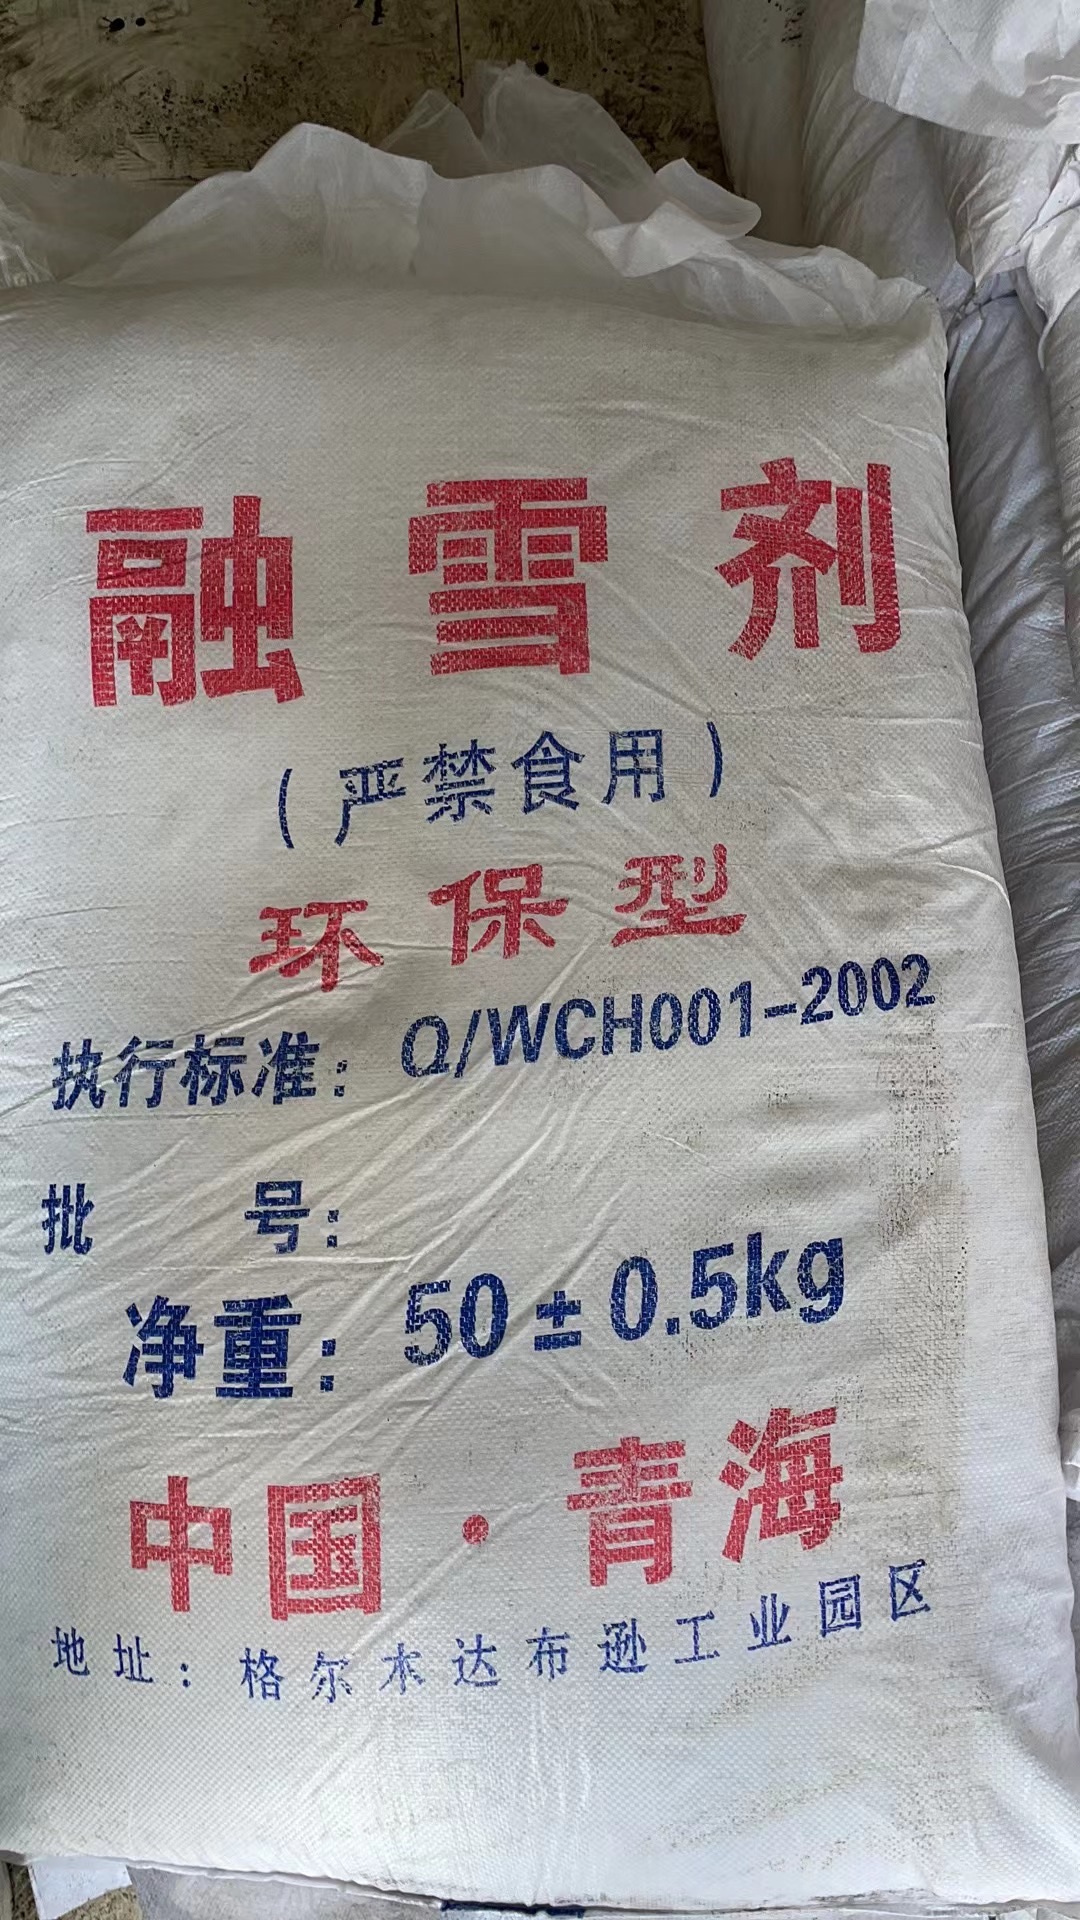 融雪剂
(严禁食用)
环保型
执行标准: Q/WCH001-2002
批 号:
净重: 50±0.5kg
中国·青海
地址: 格尔木达布逊工业园区